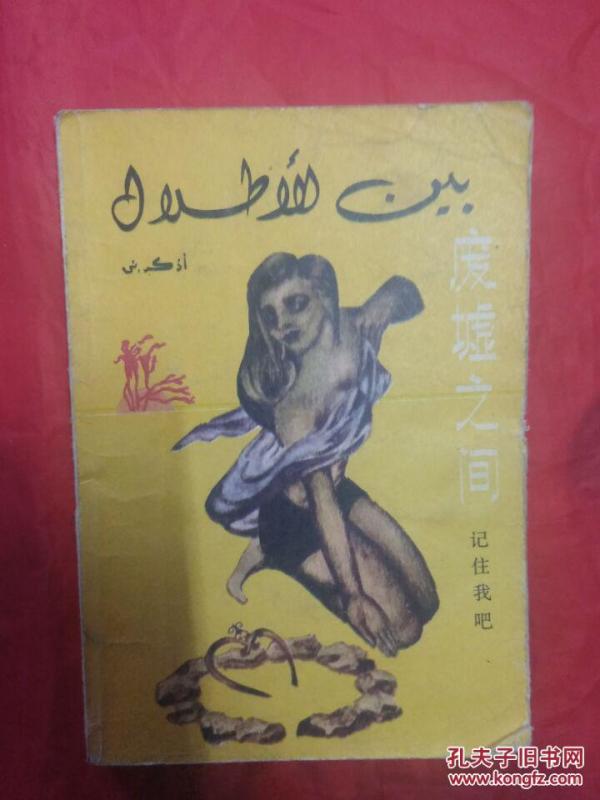 بين الأطلال
أذكريني
废墟之间
记住我吧
孔夫子旧书网
www.kongfz.com